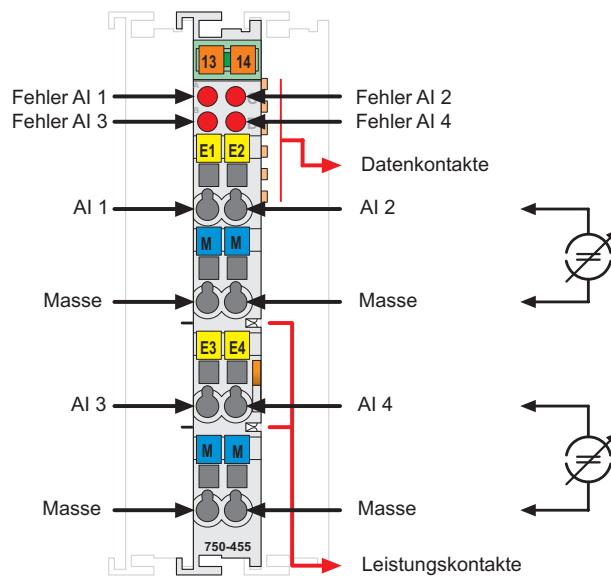 13 14
Fehler AI 1
Fehler AI 2
Fehler AI 3
Fehler AI 4
E1 E2
Datenkontakte
AI 1
AI 2
M M
Masse
Masse
E3 E4
AI 3
AI 4
M M
Masse
Masse
750-455
Leistungskontakte